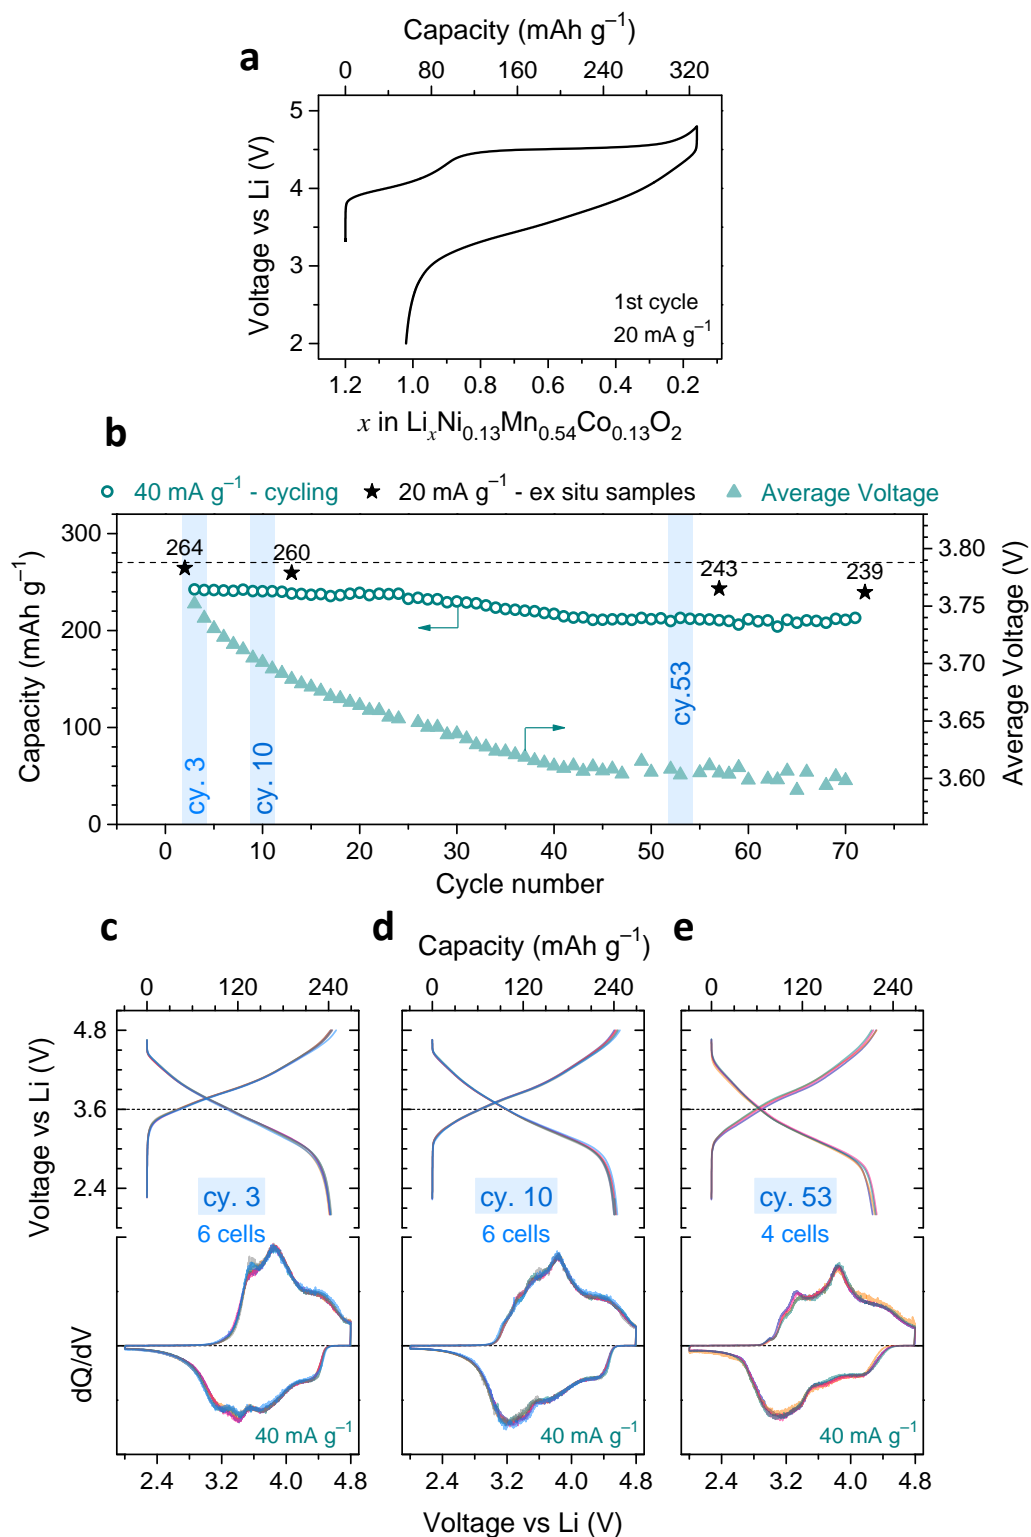 Capacity (mAh g⁻¹)
a
0 80 160 240 320
5
4
3
2
Voltage vs Li (V)
1st cycle
20 mA g⁻¹
1.2 1.0 0.8 0.6 0.4 0.2
x in LiₓNi₀.₁₃Mn₀.₅₄Co₀.₁₃O₂
b
40 mA g⁻¹ - cycling 20 mA g⁻¹ - ex situ samples Average Voltage
300
200
100
0
Capacity (mAh g⁻¹)
264
260
243
239
cy. 3
cy. 10
cy.53
3.80
3.75
3.70
3.65
3.60
Average Voltage (V)
0 10 20 30 40 50 60 70
Cycle number
c d e
Capacity (mAh g⁻¹)
0 120 240 0 120 240 0 120 240
4.8
3.6
2.4
Voltage vs Li (V)
cy. 3 cy. 10 cy. 53
6 cells 6 cells 4 cells
dQ/dV
40 mA g⁻¹ 40 mA g⁻¹ 40 mA g⁻¹
2.4 3.2 4.0 4.8 2.4 3.2 4.0 4.8 2.4 3.2 4.0 4.8
Voltage vs Li (V)